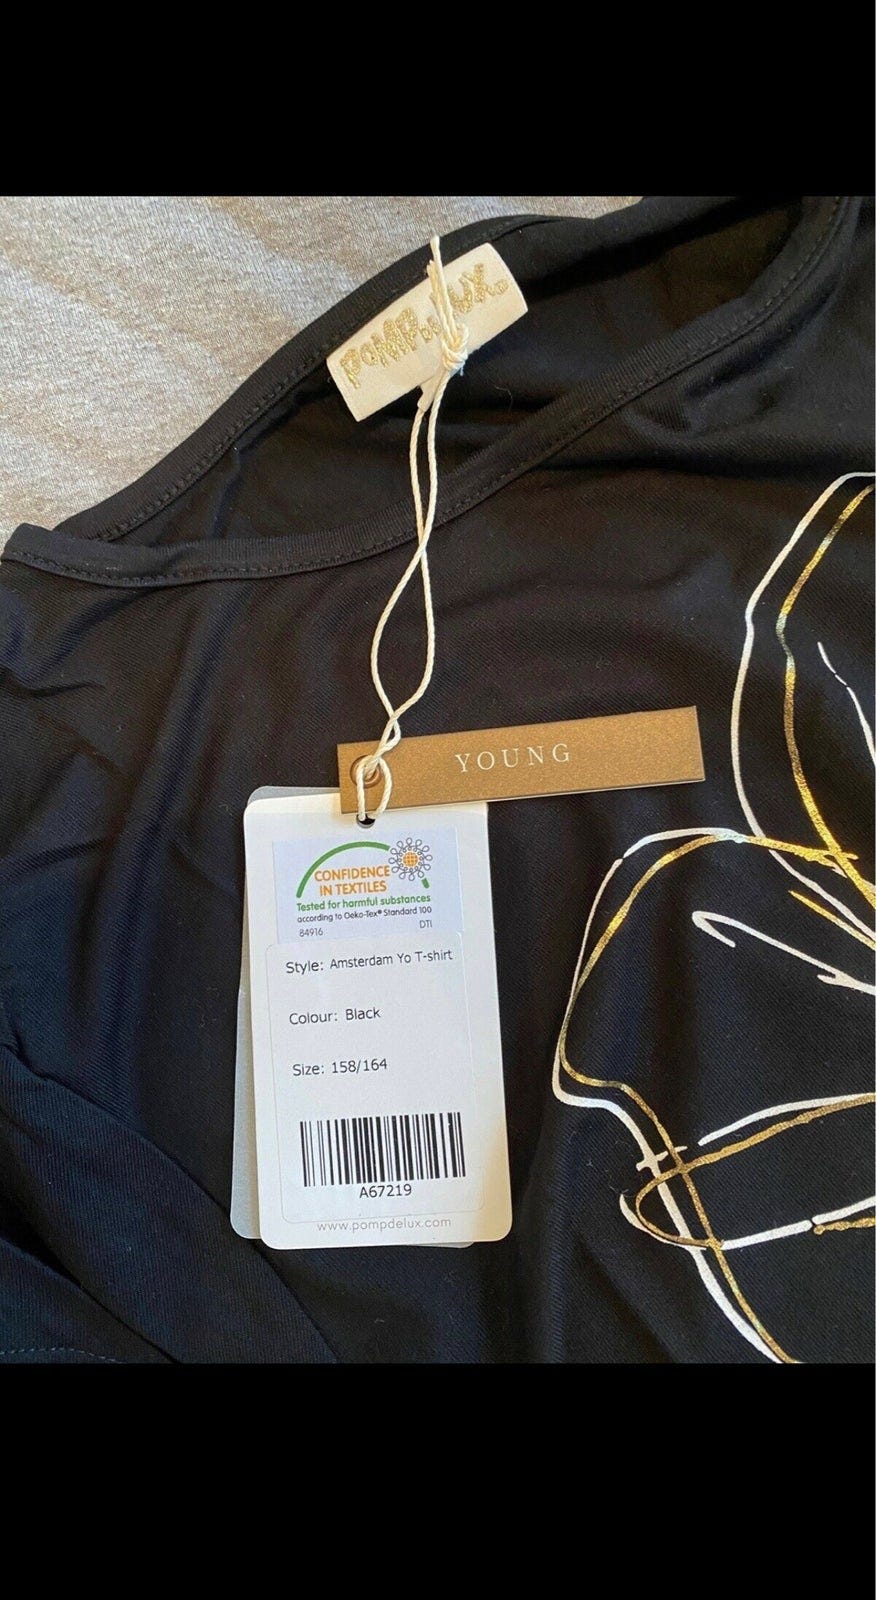 POMPdeLUX.
YOUNG
CONFIDENCE
IN TEXTILES
Tested for harmful substances
according to Oeko-Tex® Standard 100
84916 DTI
Style: Amsterdam Yo T-shirt
Colour: Black
Size: 158/164
A67219
www.pompdelux.com